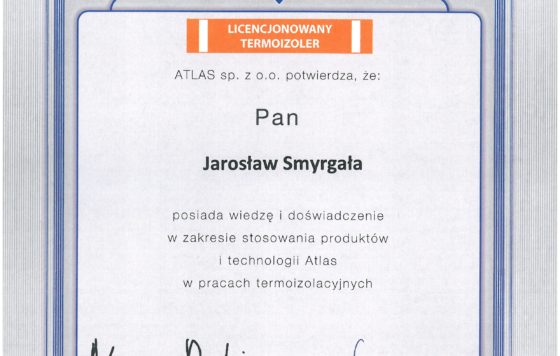 LICENCJONOWANY
TERMOIZOLER
ATLAS sp. z o.o. potwierdza, że:
Pan
Jarosław Smyrgała
posiada wiedzę i doświadczenie
w zakresie stosowania produktów
i technologii Atlas
w pracach termoizolacyjnych